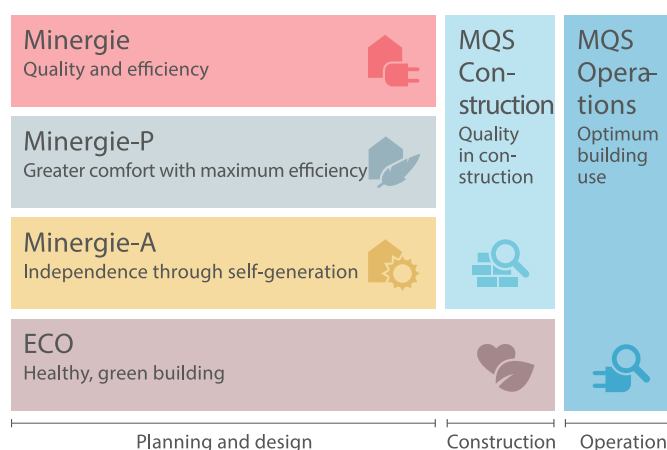 Minergie
Quality and efficiency
Minergie-P
Greater comfort with maximum efficiency
Minergie-A
Independence through self-generation
ECO
Healthy, green building
MQS
Con-
struction
Quality
in con-
struction
MQS
Opera-
tions
Optimum
building
use
Planning and design
Construction
Operation